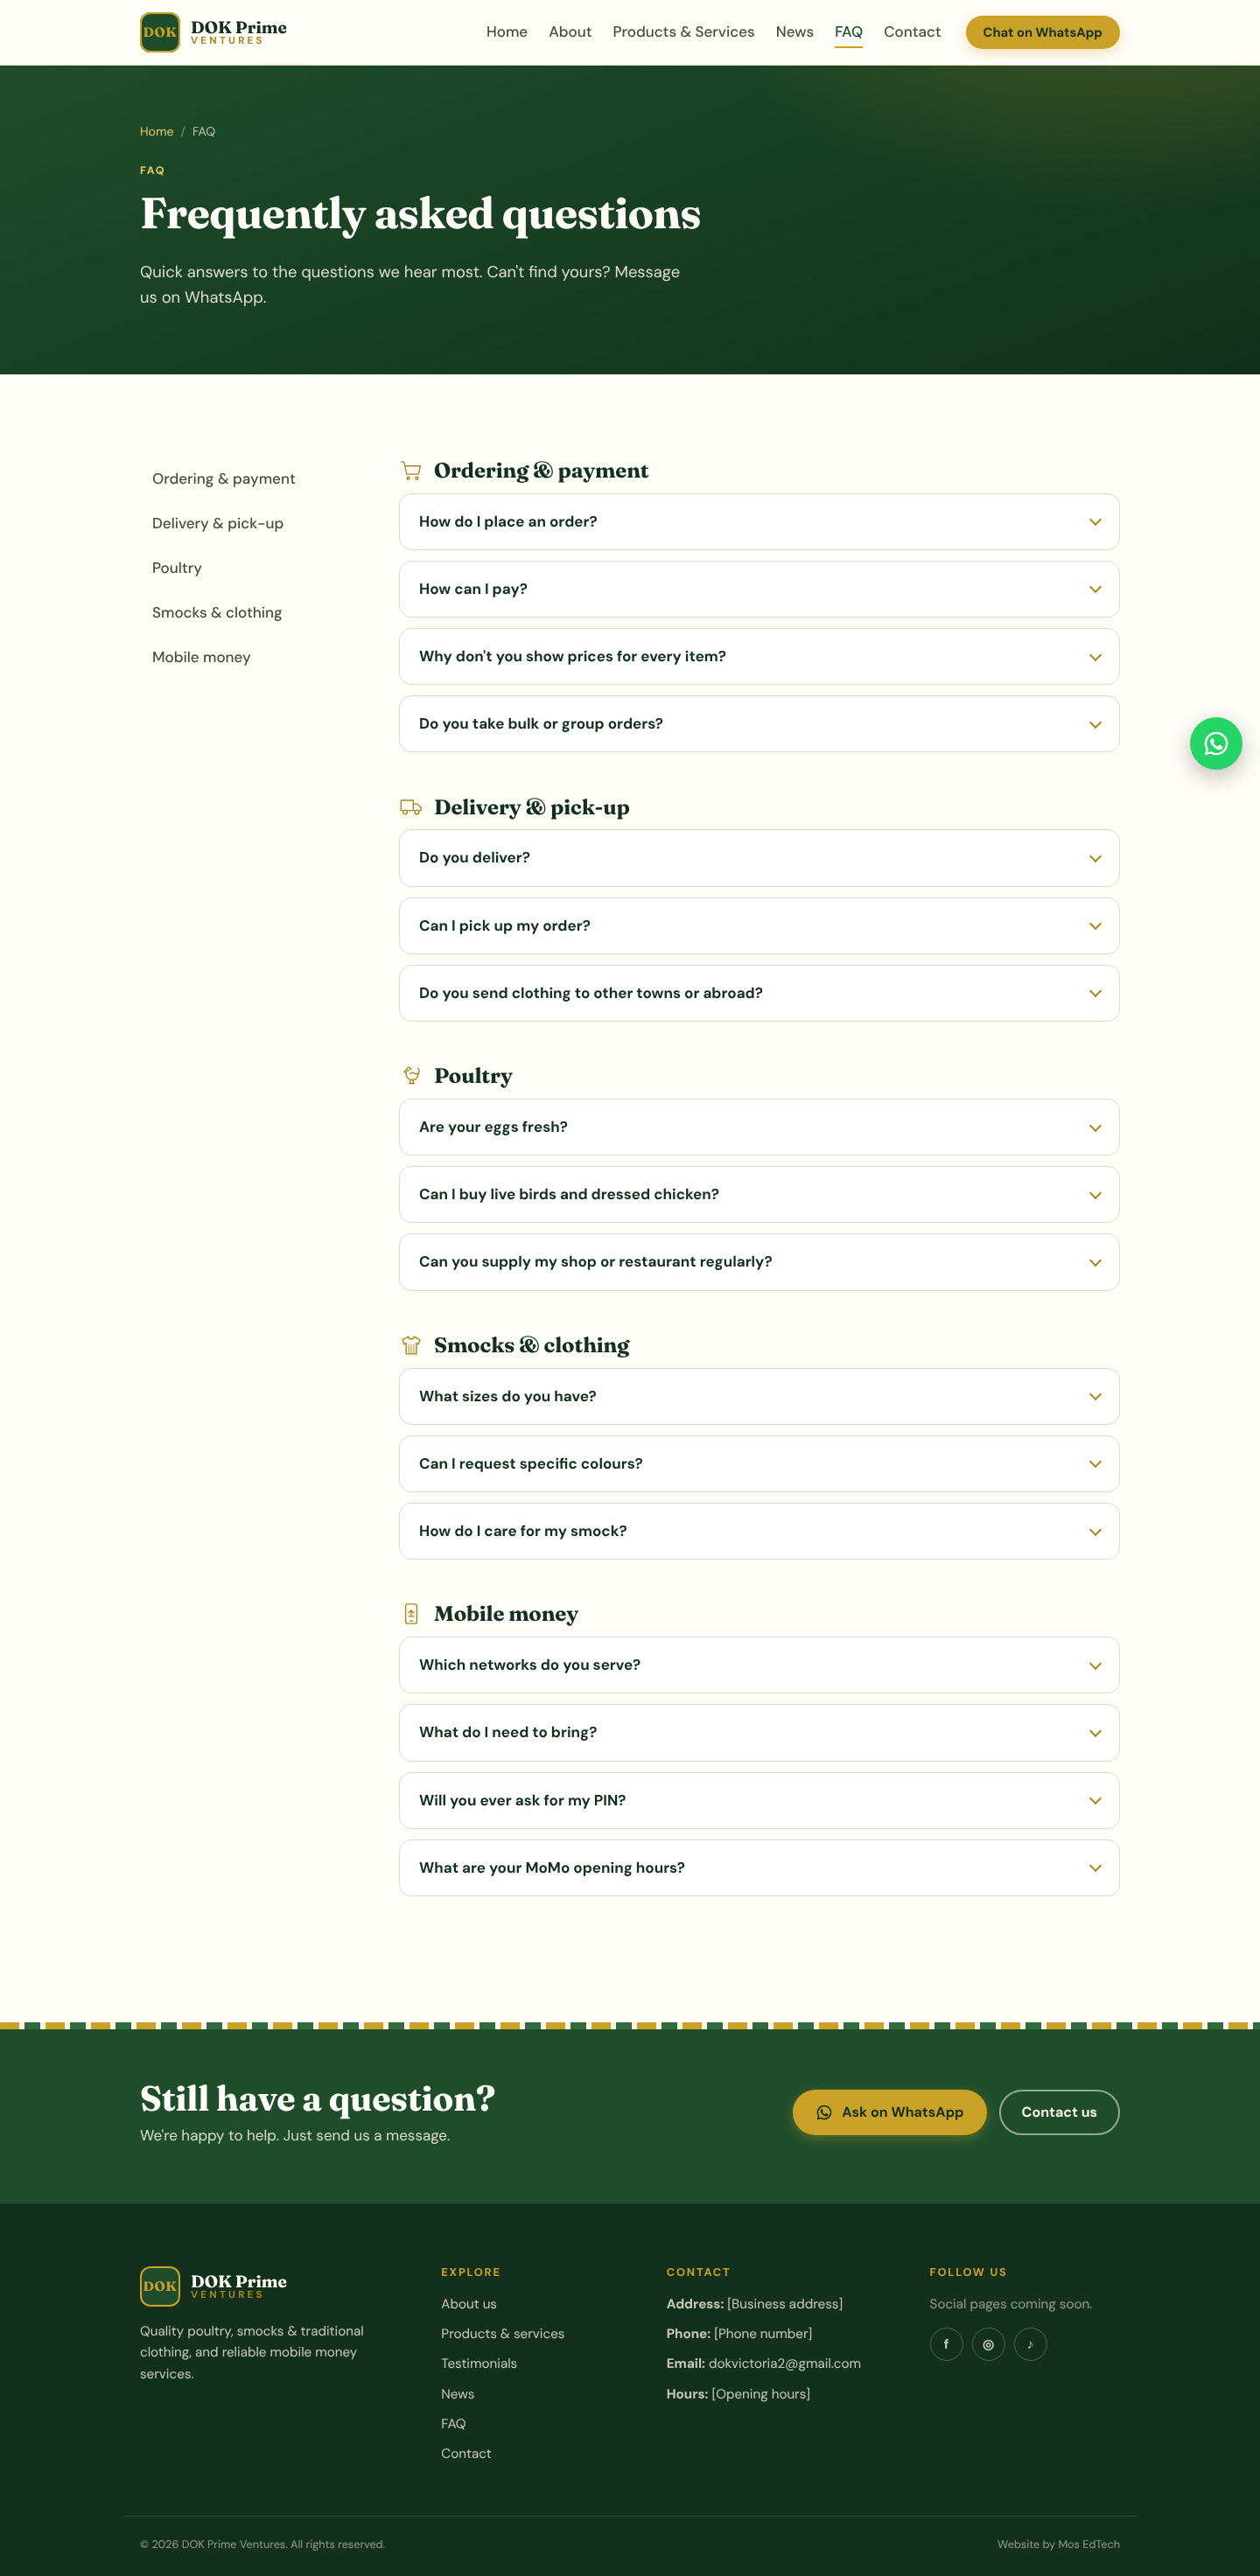 DOK
DOK Prime
VENTURES
Home
About
Products & Services
News
FAQ
Contact
Chat on WhatsApp
Home / FAQ
FAQ
Frequently asked questions
Quick answers to the questions we hear most. Can't find yours? Message
us on WhatsApp.
Ordering & payment
Delivery & pick-up
Poultry
Smocks & clothing
Mobile money
Ordering & payment
How do I place an order?
How can I pay?
Why don't you show prices for every item?
Do you take bulk or group orders?
Delivery & pick-up
Do you deliver?
Can I pick up my order?
Do you send clothing to other towns or abroad?
Poultry
Are your eggs fresh?
Can I buy live birds and dressed chicken?
Can you supply my shop or restaurant regularly?
Smocks & clothing
What sizes do you have?
Can I request specific colours?
How do I care for my smock?
Mobile money
Which networks do you serve?
What do I need to bring?
Will you ever ask for my PIN?
What are your MoMo opening hours?
Still have a question?
We're happy to help. Just send us a message.
Ask on WhatsApp
Contact us
DOK
DOK Prime
VENTURES
Quality poultry, smocks & traditional
clothing, and reliable mobile money
services.
EXPLORE
About us
Products & services
Testimonials
News
FAQ
Contact
CONTACT
Address: [Business address]
Phone: [Phone number]
Email: dokvictoria2@gmail.com
Hours: [Opening hours]
FOLLOW US
Social pages coming soon.
f ◎ ♪
© 2026 DOK Prime Ventures. All rights reserved.
Website by Mos EdTech